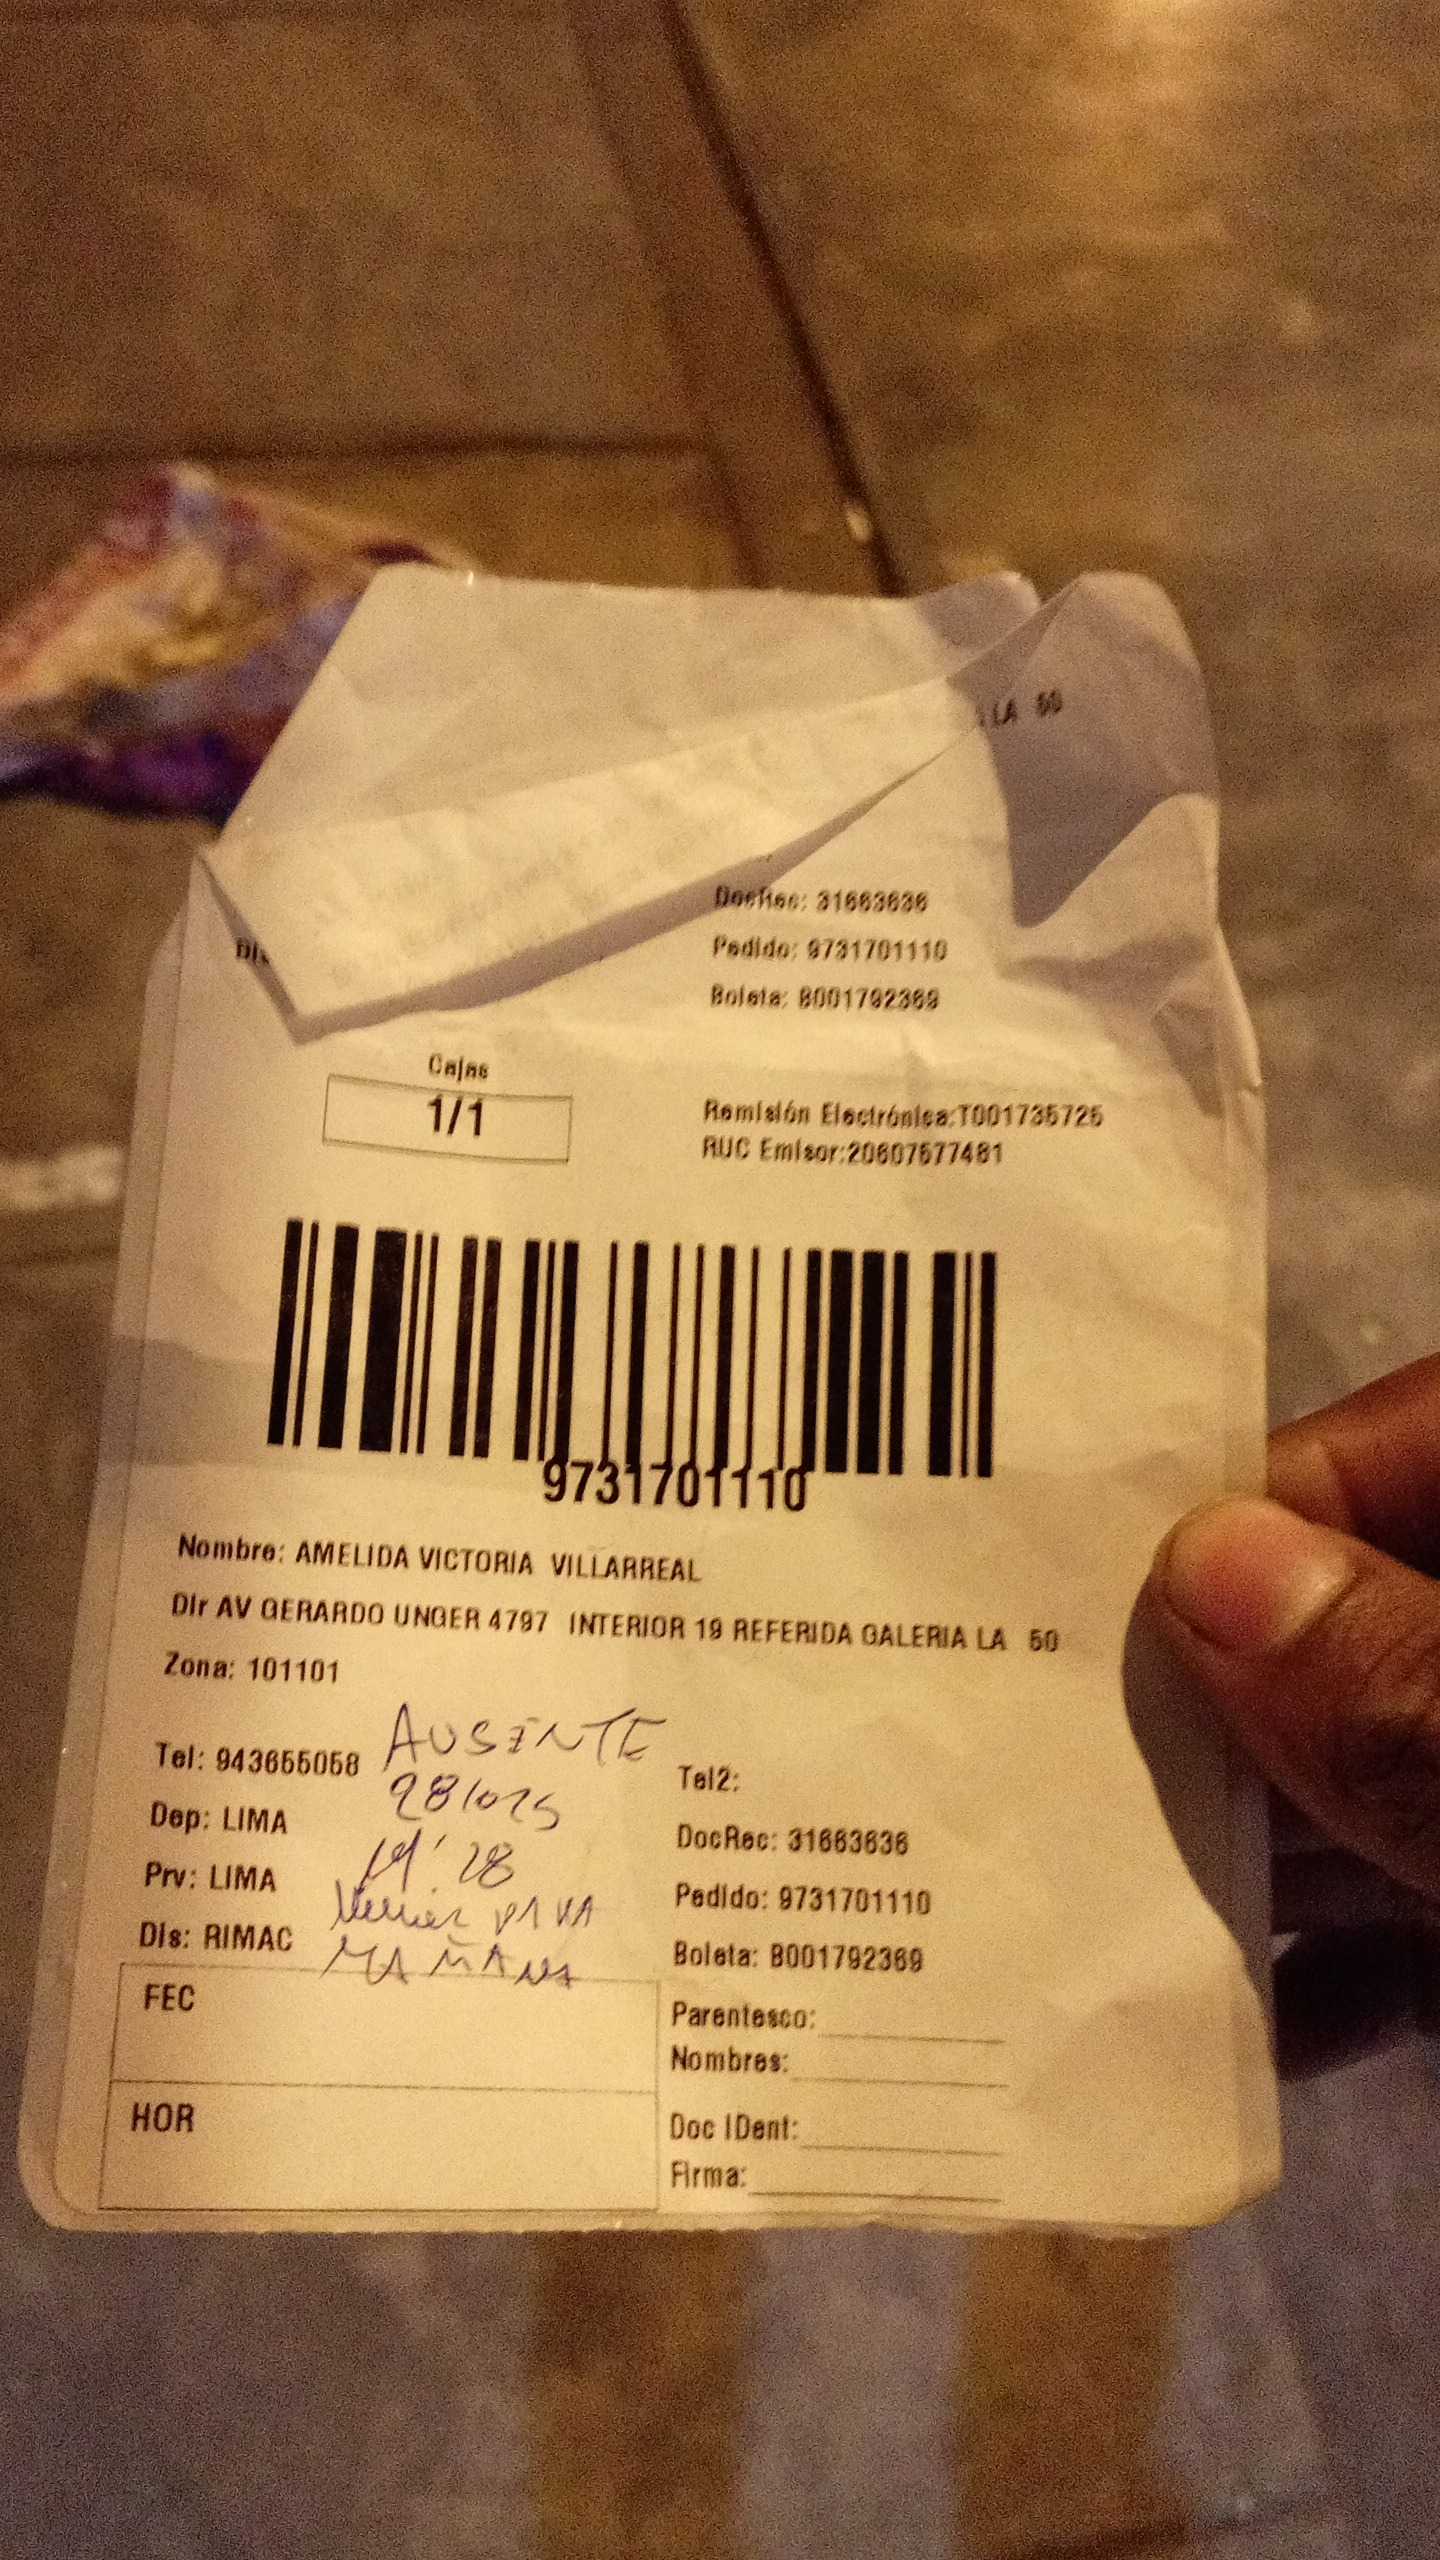 LA 50
DocRec: 31663636
Pedido: 9731701110
Boleta: B001792369
Cajas
1/1
Remisión Electrónica:T001735725
RUC Emisor:20607577481
9731701110
Nombre: AMELIDA VICTORIA VILLARREAL
Dir AV GERARDO UNGER 4797 INTERIOR 19 REFERIDA GALERIA LA 50
Zona: 101101
AUSENTE
Tel: 943655058
Tel2:
281025
Dep: LIMA
DocRec: 31663636
19:28
Prv: LIMA
Pedido: 9731701110
PARA
Dis: RIMAC
MAÑANA
Boleta: B001792369
FEC
Parentesco:
Nombres:
HOR
Doc IDent:
Firma: